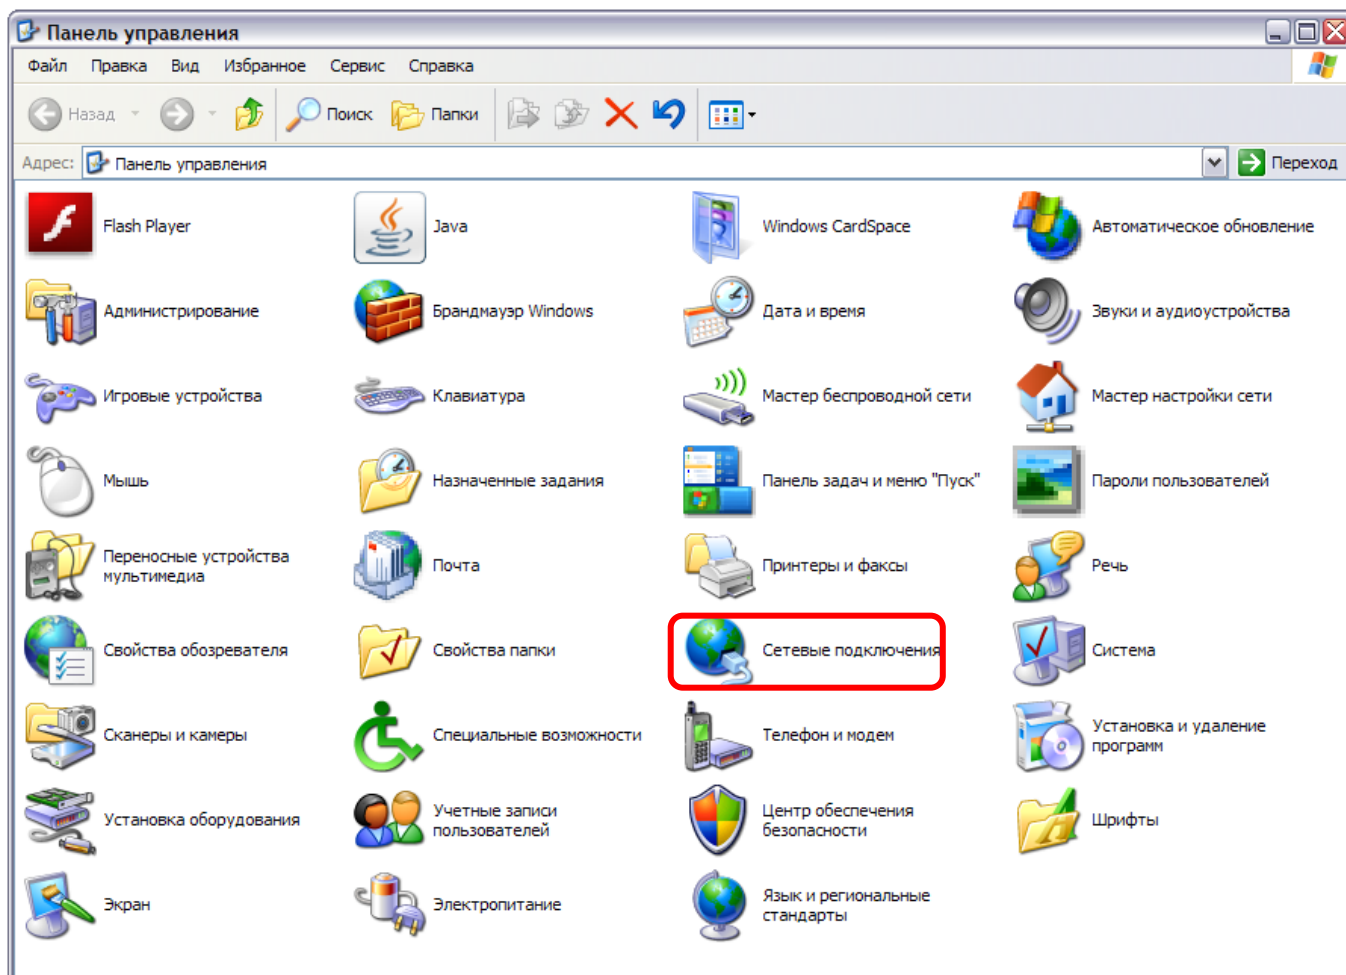 Панель управления
Файл Правка Вид Избранное Сервис Справка
Назад Поиск Папки
Адрес: Панель управления Переход
Flash Player Java Windows CardSpace Автоматическое обновление
Администрирование Брандмауэр Windows Дата и время Звуки и аудиоустройства
Игровые устройства Клавиатура Мастер беспроводной сети Мастер настройки сети
Мышь Назначенные задания Панель задач и меню "Пуск" Пароли пользователей
Переносные устройства
мультимедиа
Почта Принтеры и факсы Речь
Свойства обозревателя Свойства папки Сетевые подключения Система
Сканеры и камеры Специальные возможности Телефон и модем
Установка и удаление
программ
Установка оборудования
Учетные записи
пользователей
Центр обеспечения
безопасности
Шрифты
Экран Электропитание
Язык и региональные
стандарты